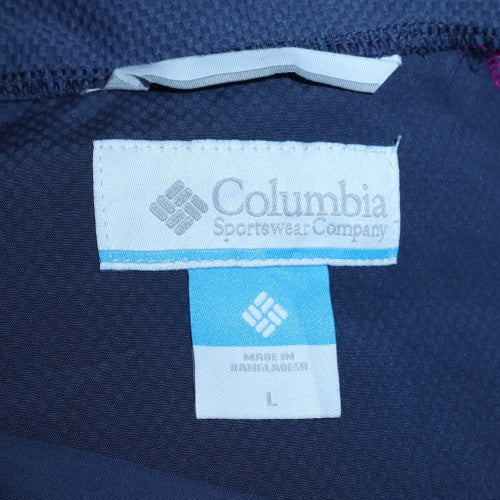 Columbia
Sportswear Company
MADE IN
BANGLADESH
L